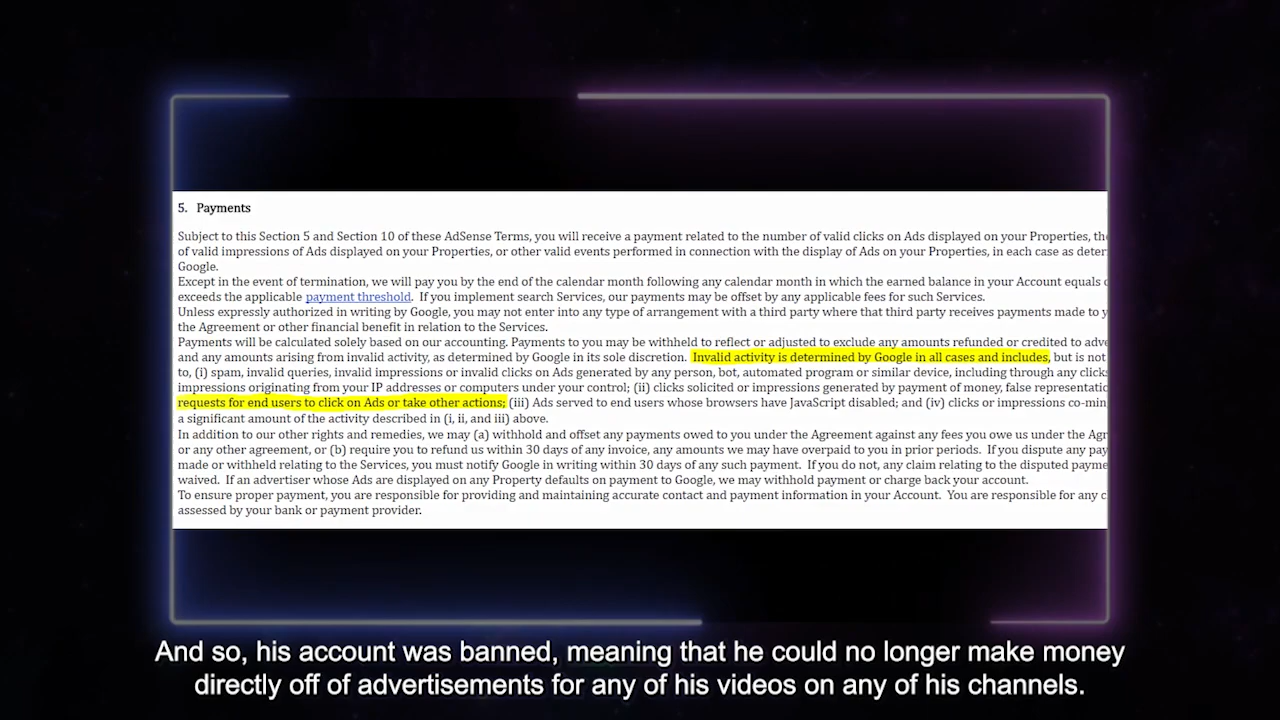 5. Payments
Subject to this Section 5 and Section 10 of these AdSense Terms, you will receive a payment related to the number of valid clicks on Ads displayed on your Properties, the
of valid impressions of Ads displayed on your Properties, or other valid events performed in connection with the display of Ads on your Properties, in each case as deter
Google.
Except in the event of termination, we will pay you by the end of the calendar month following any calendar month in which the earned balance in your Account equals o
exceeds the applicable payment threshold. If you implement search Services, our payments may be offset by any applicable fees for such Services.
Unless expressly authorized in writing by Google, you may not enter into any type of arrangement with a third party where that third party receives payments made to y
the Agreement or other financial benefit in relation to the Services.
Payments will be calculated solely based on our accounting. Payments to you may be withheld to reflect or adjusted to exclude any amounts refunded or credited to adve
and any amounts arising from invalid activity, as determined by Google in its sole discretion. Invalid activity is determined by Google in all cases and includes, but is not
to, (i) spam, invalid queries, invalid impressions or invalid clicks on Ads generated by any person, bot, automated program or similar device, including through any clicks
impressions originating from your IP addresses or computers under your control; (ii) clicks solicited or impressions generated by payment of money, false representatio
requests for end users to click on Ads or take other actions; (iii) Ads served to end users whose browsers have JavaScript disabled; and (iv) clicks or impressions co-min
a significant amount of the activity described in (i, ii, and iii) above.
In addition to our other rights and remedies, we may (a) withhold and offset any payments owed to you under the Agreement against any fees you owe us under the Agr
or any other agreement, or (b) require you to refund us within 30 days of any invoice, any amounts we may have overpaid to you in prior periods. If you dispute any pay
made or withheld relating to the Services, you must notify Google in writing within 30 days of any such payment. If you do not, any claim relating to the disputed payme
waived. If an advertiser whose Ads are displayed on any Property defaults on payment to Google, we may withhold payment or charge back your account.
To ensure proper payment, you are responsible for providing and maintaining accurate contact and payment information in your Account. You are responsible for any c
assessed by your bank or payment provider.
And so, his account was banned, meaning that he could no longer make money
directly off of advertisements for any of his videos on any of his channels.